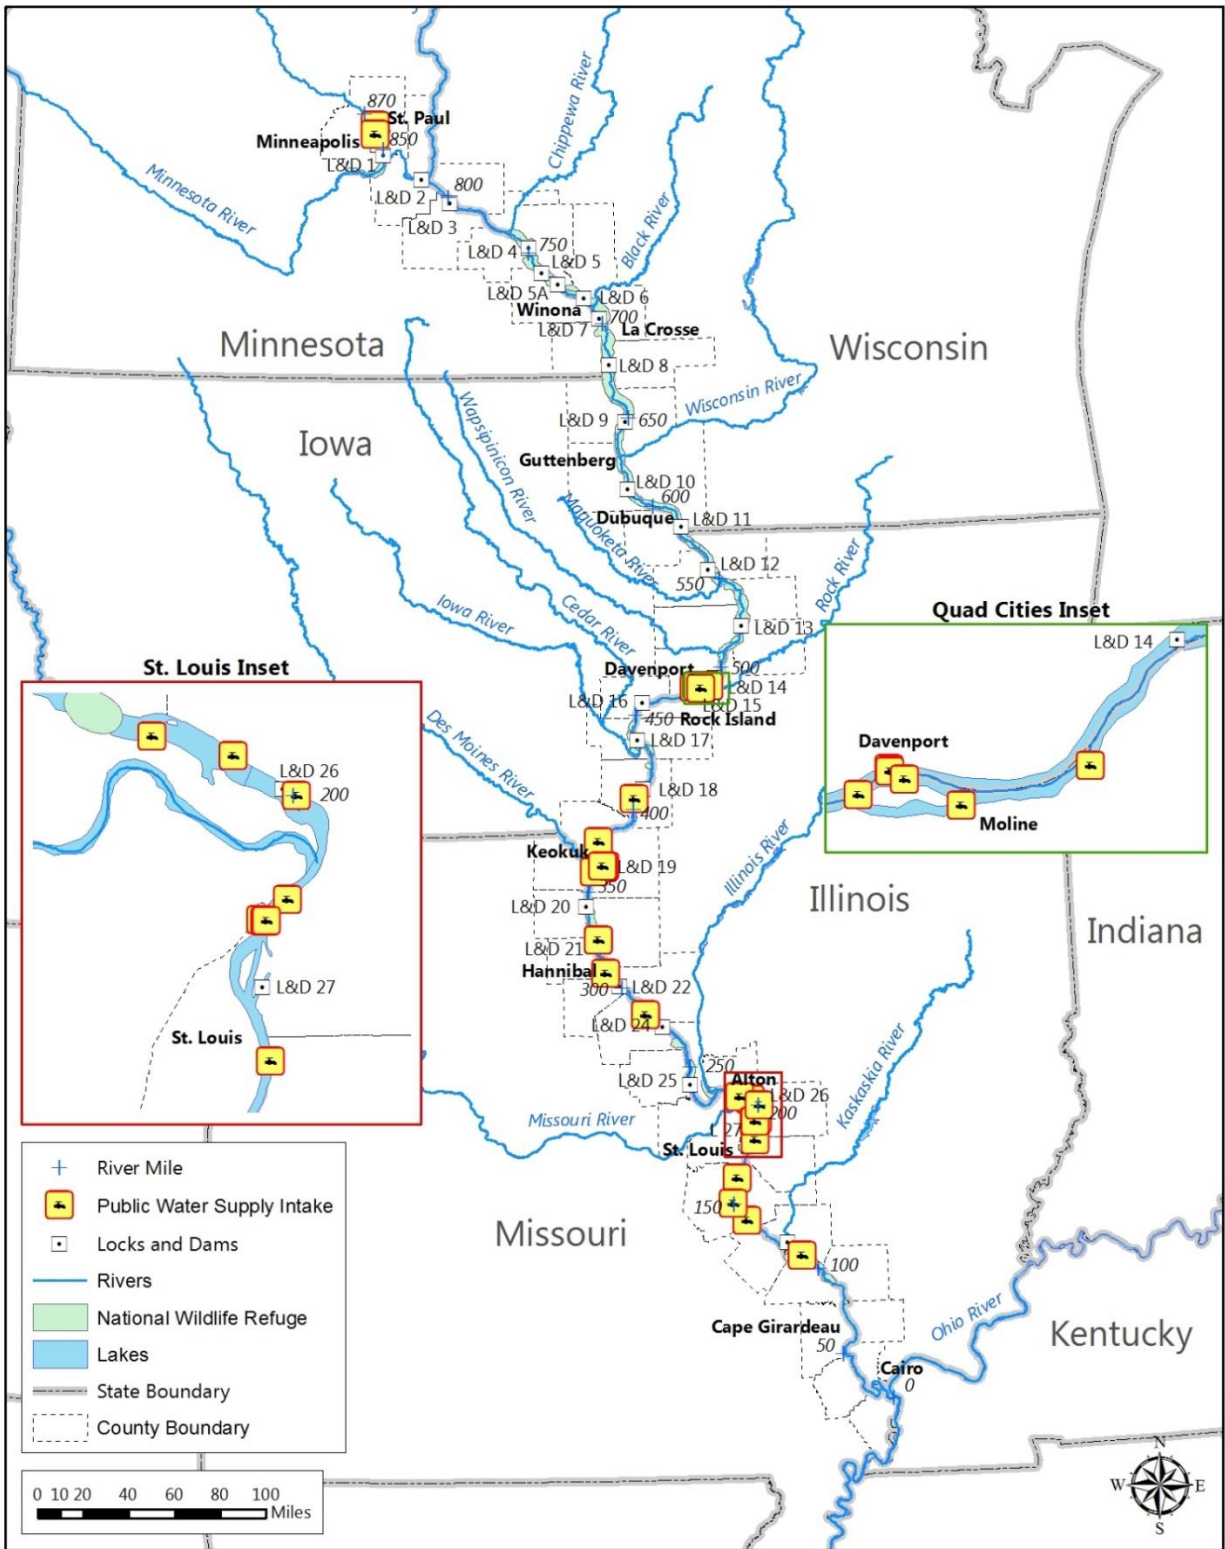 870
St. Paul
Minneapolis
850
L&D 1
Minnesota River
L&D 2
800
L&D 3
Chippewa River
Black River
L&D 4
750
L&D 5
L&D 5A
L&D 6
Winona
L&D 7
700
La Crosse
Minnesota
Wisconsin
L&D 8
Wisconsin River
L&D 9
650
Iowa
Wapsipinicon River
Guttenberg
L&D 10
600
Maquoketa River
Dubuque
L&D 11
L&D 12
550
Rock River
Cedar River
Iowa River
L&D 13
Quad Cities Inset
L&D 14
Davenport
Moline
St. Louis Inset
L&D 26
200
L&D 27
St. Louis
Davenport
500
L&D 14
L&D 15
L&D 16
Rock Island
450
L&D 17
Des Moines River
L&D 18
400
Keokuk
L&D 19
350
L&D 20
Illinois River
Illinois
Indiana
L&D 21
Hannibal
300
L&D 22
L&D 24
250
L&D 25
Alton
L&D 26
200
Kaskaskia River
Missouri River
L 27
St. Louis
150
Missouri
100
Cape Girardeau
50
Ohio River
Kentucky
Cairo
0
River Mile
Public Water Supply Intake
Locks and Dams
Rivers
National Wildlife Refuge
Lakes
State Boundary
County Boundary
0 10 20 40 60 80 100
Miles
N
W E
S